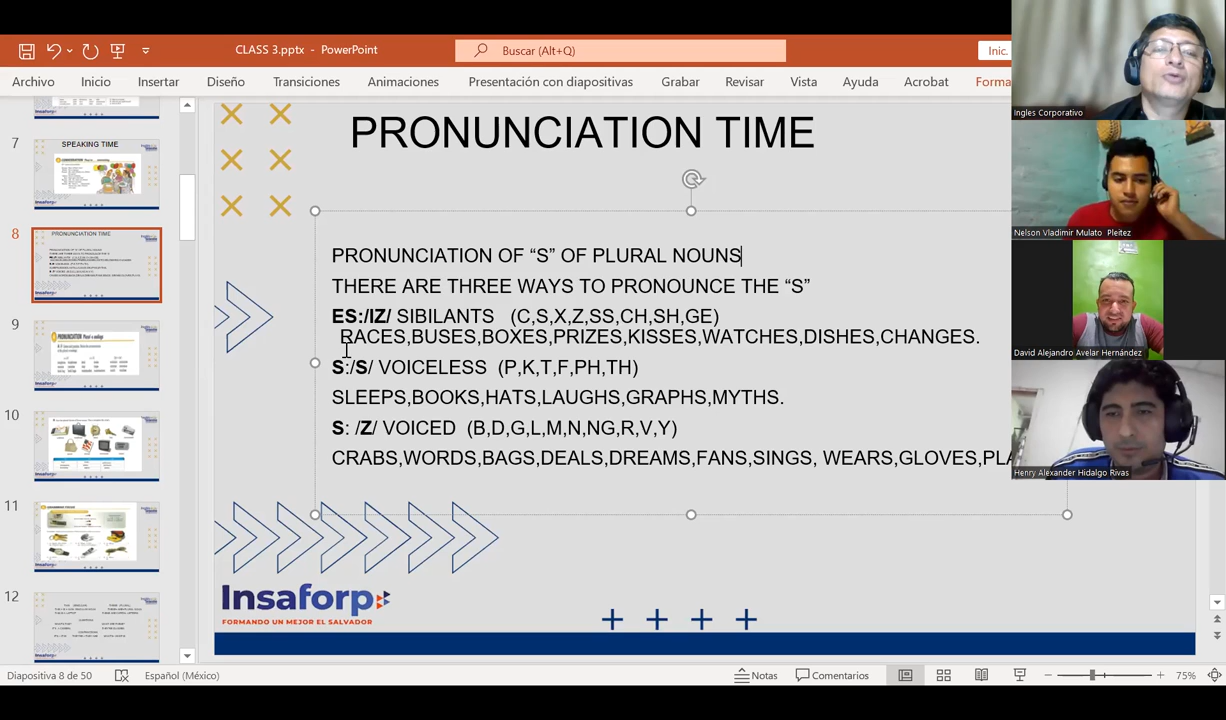 CLASS 3.pptx - PowerPoint
Buscar (Alt+Q)
Inic.
Archivo Inicio Insertar Diseño Transiciones Animaciones Presentación con diapositivas Grabar Revisar Vista Ayuda Acrobat Forma
7
SPEAKING TIME
8
PRONUNCIATION TIME
9
10
11
12
PRONUNCIATION TIME
PRONUNCIATION OF “S” OF PLURAL NOUNS
THERE ARE THREE WAYS TO PRONOUNCE THE “S”
ES:/IZ/ SIBILANTS (C,S,X,Z,SS,CH,SH,GE)
RACES,BUSES,BOXES,PRIZES,KISSES,WATCHES,DISHES,CHANGES.
S:/S/ VOICELESS (P,K,T,F,PH,TH)
SLEEPS,BOOKS,HATS,LAUGHS,GRAPHS,MYTHS.
S: /Z/ VOICED (B,D,G,L,M,N,NG,R,V,Y)
CRABS,WORDS,BAGS,DEALS,DREAMS,FANS,SINGS, WEARS,GLOVES,PLA
Insaforp
FORMANDO UN MEJOR EL SALVADOR
Ingles Corporativo
Nelson Vladimir Mulato Pleitez
David Alejandro Avelar Hernández
Henry Alexander Hidalgo Rivas
Diapositiva 8 de 50
Español (México)
Notas
Comentarios
75%